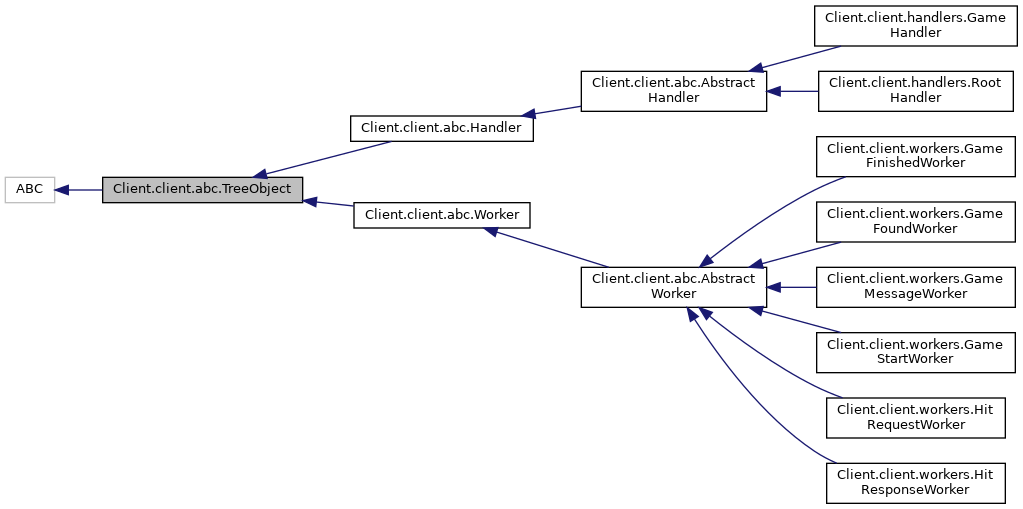 ABC
Client.client.abc.TreeObject
Client.client.abc.Handler
Client.client.abc.Worker
Client.client.abc.Abstract
Handler
Client.client.abc.Abstract
Worker
Client.client.handlers.Game
Handler
Client.client.handlers.Root
Handler
Client.client.workers.Game
FinishedWorker
Client.client.workers.Game
FoundWorker
Client.client.workers.Game
MessageWorker
Client.client.workers.Game
StartWorker
Client.client.workers.Hit
RequestWorker
Client.client.workers.Hit
ResponseWorker